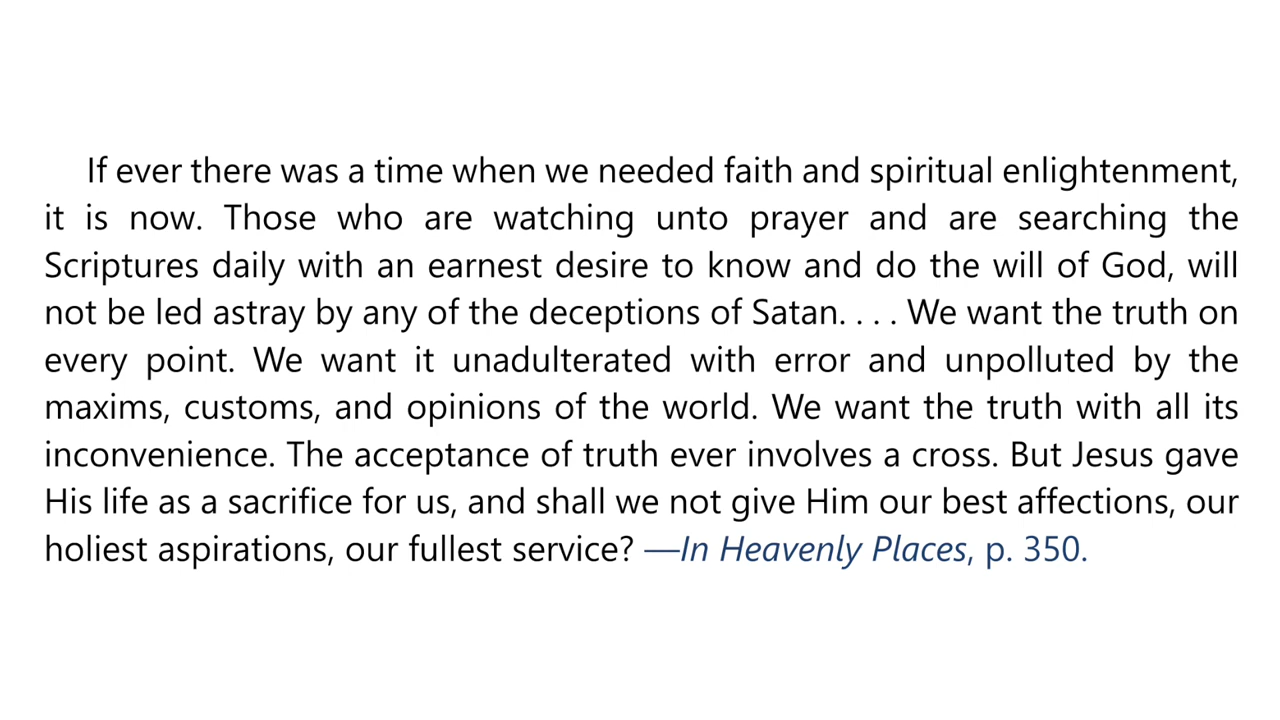 If ever there was a time when we needed faith and spiritual enlightenment,
it is now. Those who are watching unto prayer and are searching the
Scriptures daily with an earnest desire to know and do the will of God, will
not be led astray by any of the deceptions of Satan. . . . We want the truth on
every point. We want it unadulterated with error and unpolluted by the
maxims, customs, and opinions of the world. We want the truth with all its
inconvenience. The acceptance of truth ever involves a cross. But Jesus gave
His life as a sacrifice for us, and shall we not give Him our best affections, our
holiest aspirations, our fullest service? —In Heavenly Places, p. 350.